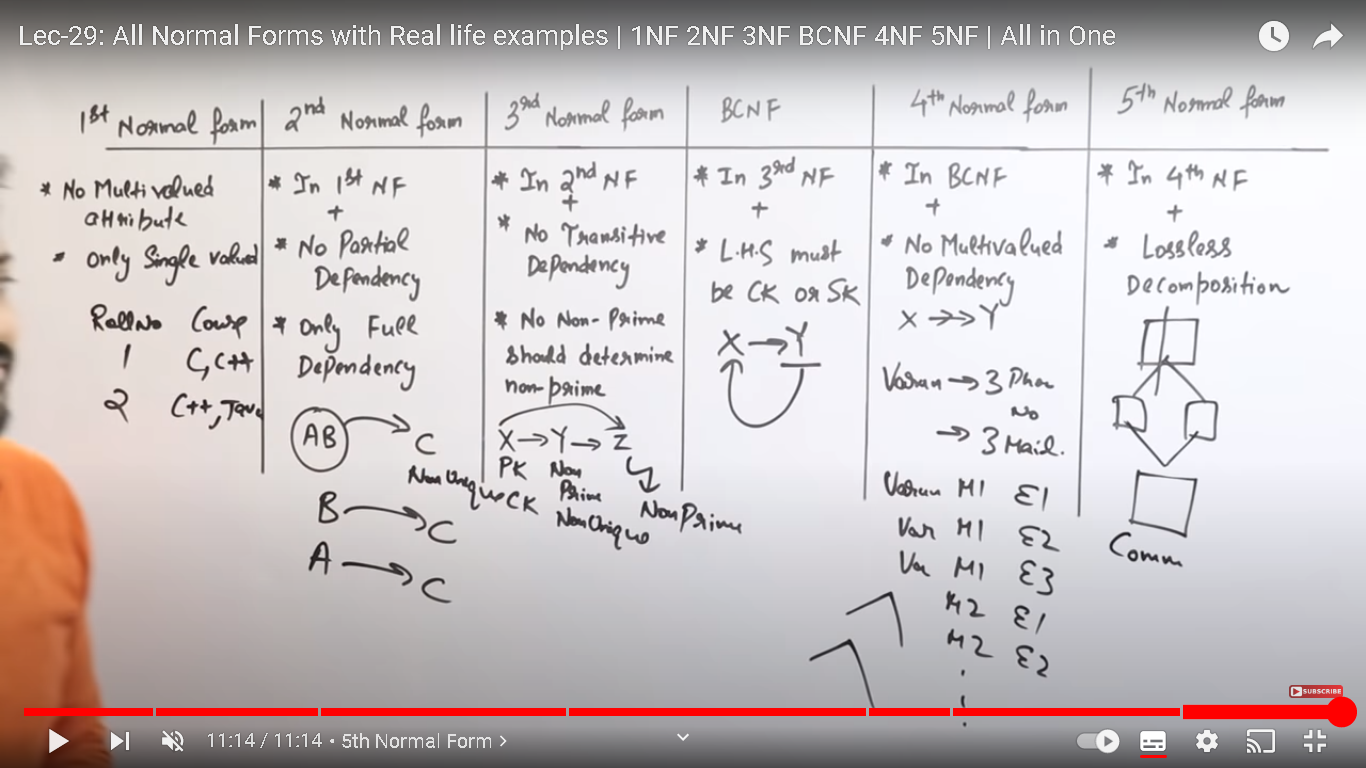 Lec-29: All Normal Forms with Real life examples | 1NF 2NF 3NF BCNF 4NF 5NF | All in One
1st Normal form
* No Multivalued
attribute
* only Single valued
RollNo Course
1 C, C++
2 C++, Java
2nd Normal form
* In 1st NF
+
* No Partial
Dependency
* Only Full
Dependency
AB → C
B → C
A → C
3rd Normal form
* In 2nd NF
+
* No Transitive
Dependency
* No Non-Prime
should determine
non-prime
X → Y → Z
PK Non
CK Prime
Non Unique
Non Unique
Non Prime
BCNF
* In 3rd NF
+
* L.H.S must
be CK or SK
X → Y
4th Normal form
* In BCNF
+
* No Multivalued
Dependency
X →→ Y
Varun → 3 Phon
No
→ 3 Mail.
Varun M1 E1
Var M1 E2
Va M1 E3
M2 E1
M2 E2
5th Normal form
* In 4th NF
+
* Lossless
Decomposition
Comm
SUBSCRIBE
11:14 / 11:14 • 5th Normal Form >